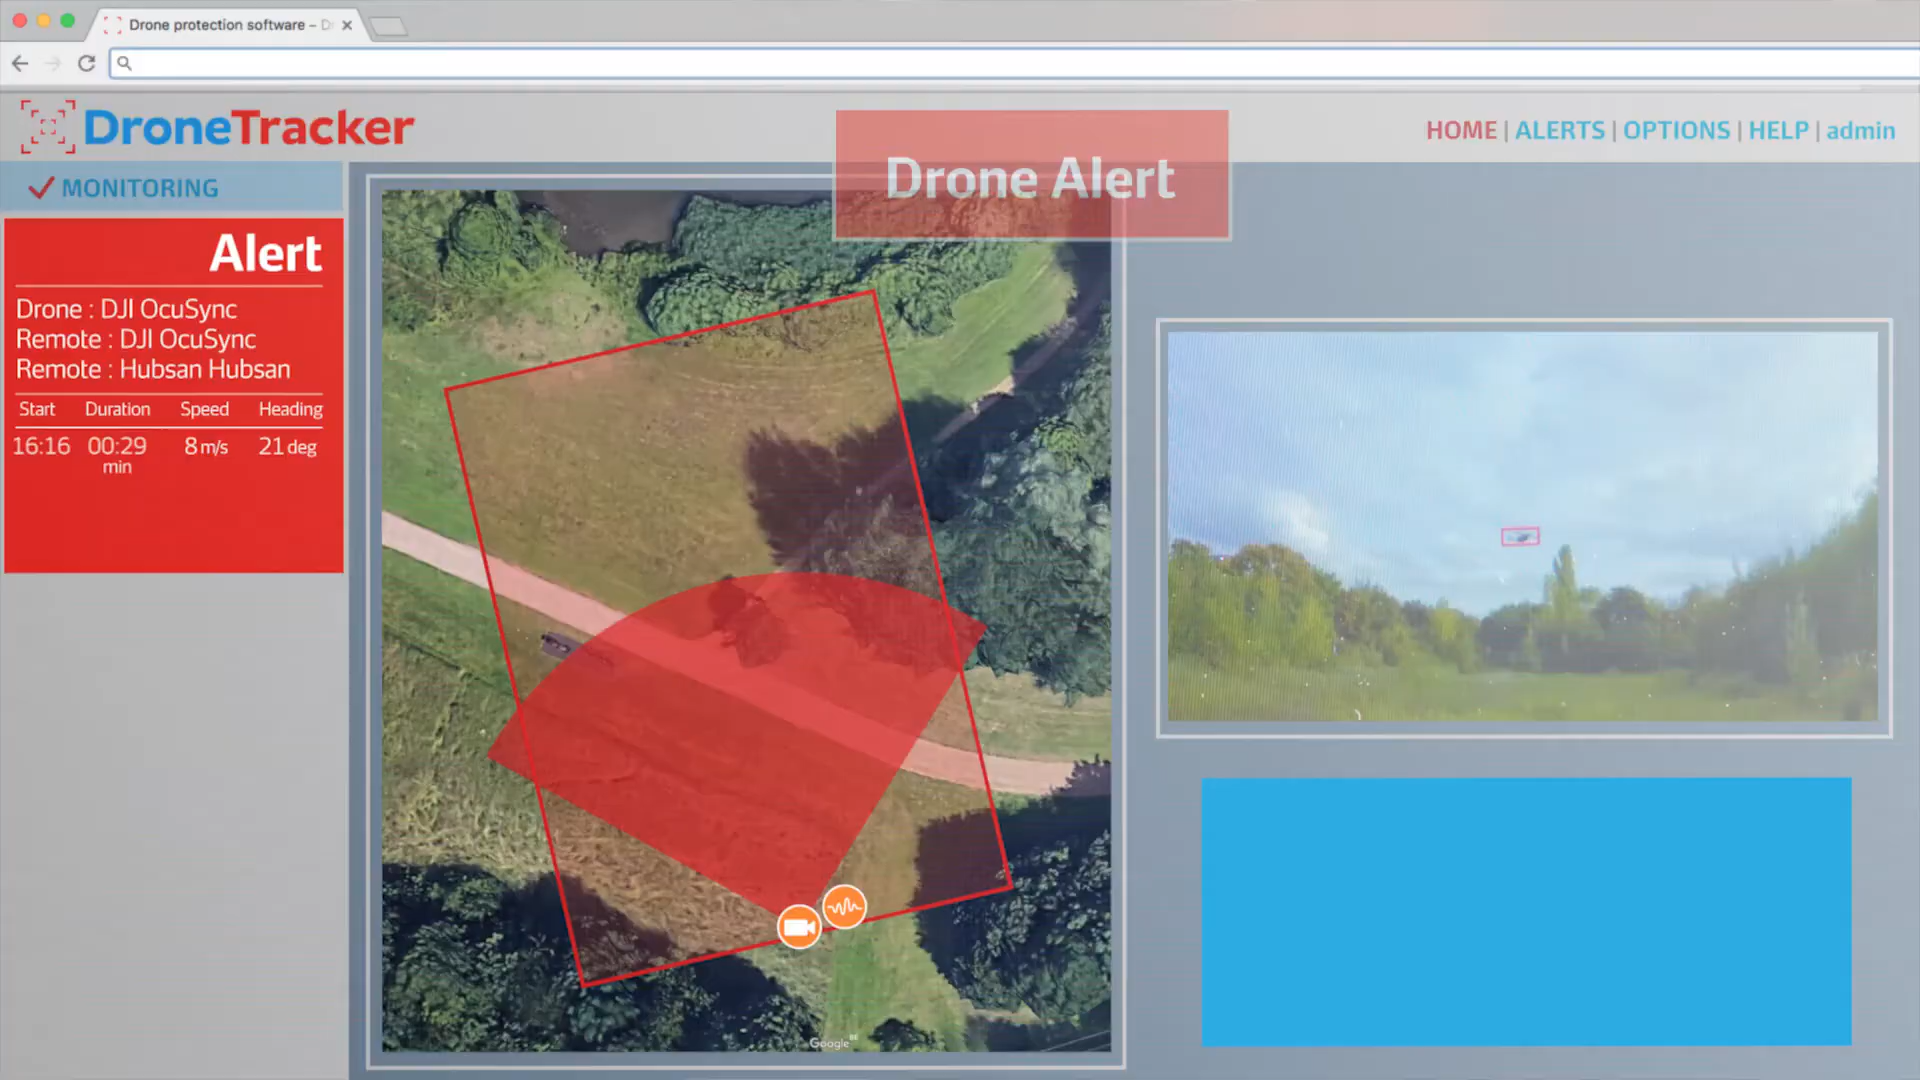 Drone protection software – D
DroneTracker
Drone Alert
HOME | ALERTS | OPTIONS | HELP | admin
MONITORING
Alert
Drone : DJI OcuSync
Remote : DJI OcuSync
Remote : Hubsan Hubsan
Start Duration Speed Heading
16:16 00:29 min 8 m/s 21 deg
Google